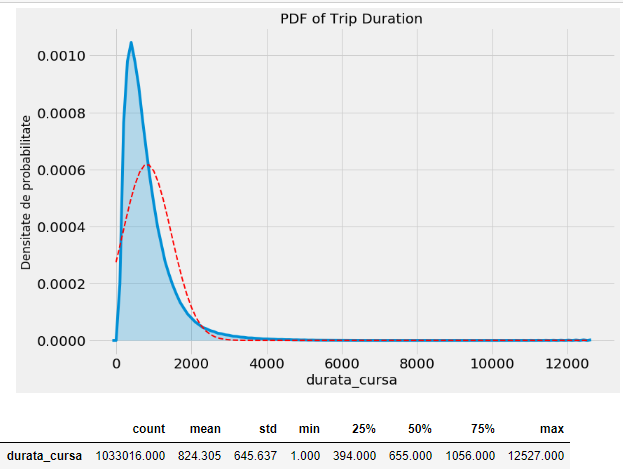 PDF of Trip Duration
0.0010
0.0008
0.0006
0.0004
0.0002
0.0000
Densitate de probabilitate
0 2000 4000 6000 8000 10000 12000
durata_cursa
count mean std min 25% 50% 75% max
durata_cursa 1033016.000 824.305 645.637 1.000 394.000 655.000 1056.000 12527.000